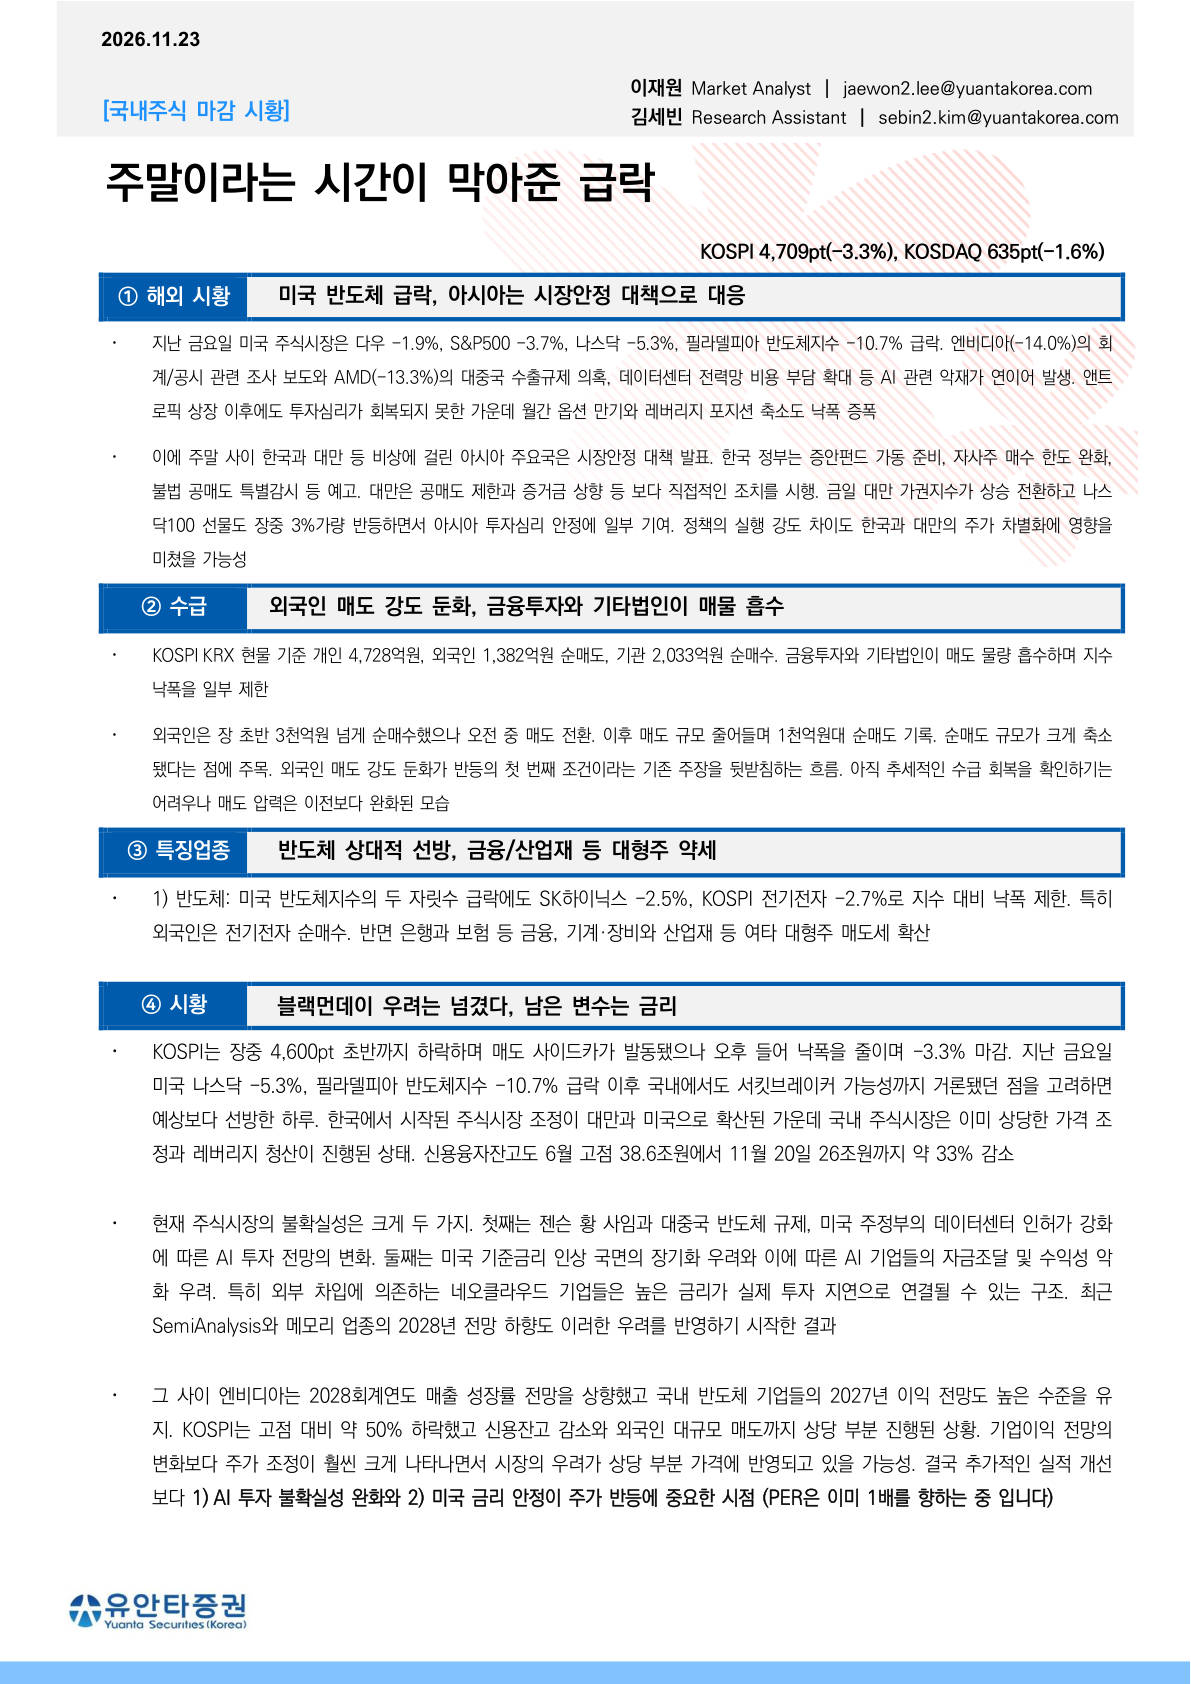 2026.11.23
[국내주식 마감 시황]
이재원 Market Analyst | jaewon2.lee@yuantakorea.com
김세빈 Research Assistant | sebin2.kim@yuantakorea.com
주말이라는 시간이 막아준 급락
KOSPI 4,709pt(-3.3%), KOSDAQ 635pt(-1.6%)
① 해외 시황 미국 반도체 급락, 아시아는 시장안정 대책으로 대응
· 지난 금요일 미국 주식시장은 다우 -1.9%, S&P500 -3.7%, 나스닥 -5.3%, 필라델피아 반도체지수 -10.7% 급락. 엔비디아(-14.0%)의 회
계/공시 관련 조사 보도와 AMD(-13.3%)의 대중국 수출규제 의혹, 데이터센터 전력망 비용 부담 확대 등 AI 관련 악재가 연이어 발생. 앤트
로픽 상장 이후에도 투자심리가 회복되지 못한 가운데 월간 옵션 만기와 레버리지 포지션 축소도 낙폭 증폭
· 이에 주말 사이 한국과 대만 등 비상에 걸린 아시아 주요국은 시장안정 대책 발표. 한국 정부는 증안펀드 가동 준비, 자사주 매수 한도 완화,
불법 공매도 특별감시 등 예고. 대만은 공매도 제한과 증거금 상향 등 보다 직접적인 조치를 시행. 금일 대만 가권지수가 상승 전환하고 나스
닥100 선물도 장중 3%가량 반등하면서 아시아 투자심리 안정에 일부 기여. 정책의 실행 강도 차이도 한국과 대만의 주가 차별화에 영향을
미쳤을 가능성
② 수급 외국인 매도 강도 둔화, 금융투자와 기타법인이 매물 흡수
· KOSPI KRX 현물 기준 개인 4,728억원, 외국인 1,382억원 순매도, 기관 2,033억원 순매수. 금융투자와 기타법인이 매도 물량 흡수하며 지수
낙폭을 일부 제한
· 외국인은 장 초반 3천억원 넘게 순매수했으나 오전 중 매도 전환. 이후 매도 규모 줄어들며 1천억원대 순매도 기록. 순매도 규모가 크게 축소
됐다는 점에 주목. 외국인 매도 강도 둔화가 반등의 첫 번째 조건이라는 기존 주장을 뒷받침하는 흐름. 아직 추세적인 수급 회복을 확인하기는
어려우나 매도 압력은 이전보다 완화된 모습
③ 특징업종 반도체 상대적 선방, 금융/산업재 등 대형주 약세
· 1) 반도체: 미국 반도체지수의 두 자릿수 급락에도 SK하이닉스 -2.5%, KOSPI 전기전자 -2.7%로 지수 대비 낙폭 제한. 특히
외국인은 전기전자 순매수. 반면 은행과 보험 등 금융, 기계·장비와 산업재 등 여타 대형주 매도세 확산
④ 시황 블랙먼데이 우려는 넘겼다, 남은 변수는 금리
· KOSPI는 장중 4,600pt 초반까지 하락하며 매도 사이드카가 발동됐으나 오후 들어 낙폭을 줄이며 -3.3% 마감. 지난 금요일
미국 나스닥 -5.3%, 필라델피아 반도체지수 -10.7% 급락 이후 국내에서도 서킷브레이커 가능성까지 거론됐던 점을 고려하면
예상보다 선방한 하루. 한국에서 시작된 주식시장 조정이 대만과 미국으로 확산된 가운데 국내 주식시장은 이미 상당한 가격 조
정과 레버리지 청산이 진행된 상태. 신용융자잔고도 6월 고점 38.6조원에서 11월 20일 26조원까지 약 33% 감소
· 현재 주식시장의 불확실성은 크게 두 가지. 첫째는 젠슨 황 사임과 대중국 반도체 규제, 미국 주정부의 데이터센터 인허가 강화
에 따른 AI 투자 전망의 변화. 둘째는 미국 기준금리 인상 국면의 장기화 우려와 이에 따른 AI 기업들의 자금조달 및 수익성 악
화 우려. 특히 외부 차입에 의존하는 네오클라우드 기업들은 높은 금리가 실제 투자 지연으로 연결될 수 있는 구조. 최근
SemiAnalysis와 메모리 업종의 2028년 전망 하향도 이러한 우려를 반영하기 시작한 결과
· 그 사이 엔비디아는 2028회계연도 매출 성장률 전망을 상향했고 국내 반도체 기업들의 2027년 이익 전망도 높은 수준을 유
지. KOSPI는 고점 대비 약 50% 하락했고 신용잔고 감소와 외국인 대규모 매도까지 상당 부분 진행된 상황. 기업이익 전망의
변화보다 주가 조정이 훨씬 크게 나타나면서 시장의 우려가 상당 부분 가격에 반영되고 있을 가능성. 결국 추가적인 실적 개선
보다 1) AI 투자 불확실성 완화와 2) 미국 금리 안정이 주가 반등에 중요한 시점 (PER은 이미 1배를 향하는 중 입니다)
유안타증권
Yuanta Securities (Korea)